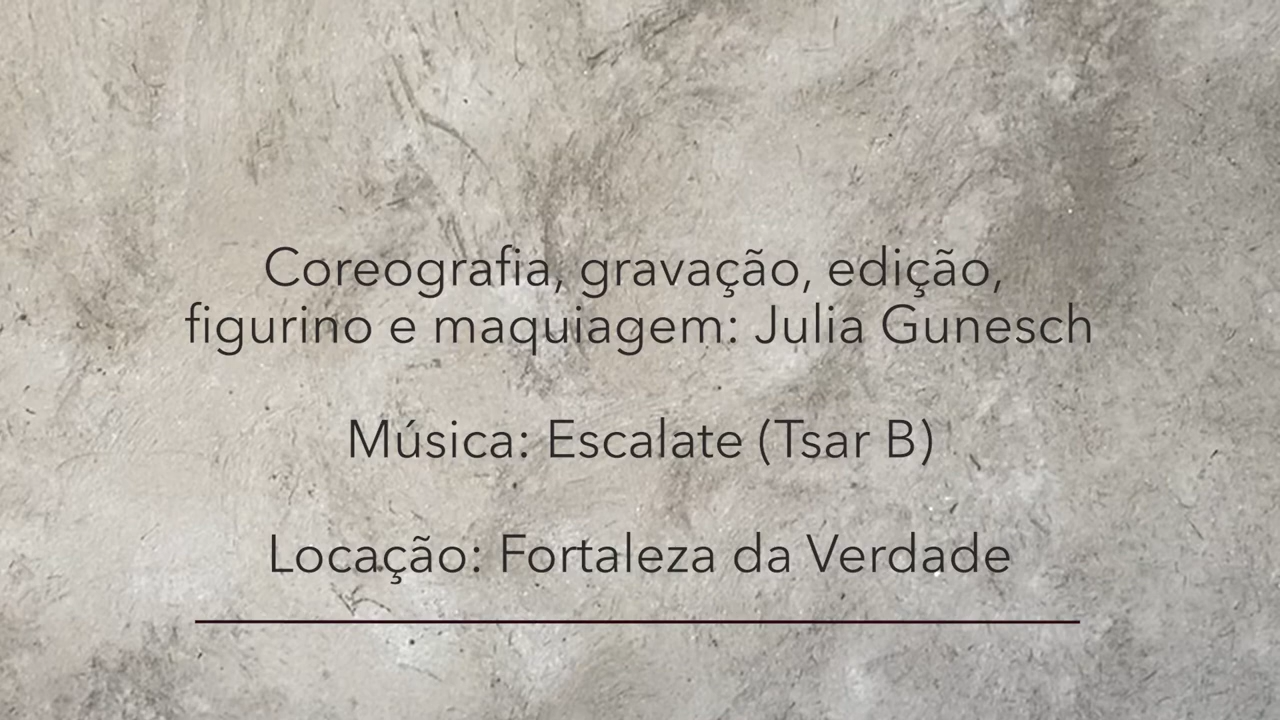 Coreografia, gravação, edição,
figurino e maquiagem: Julia Gunesch
Música: Escalate (Tsar B)
Locação: Fortaleza da Verdade